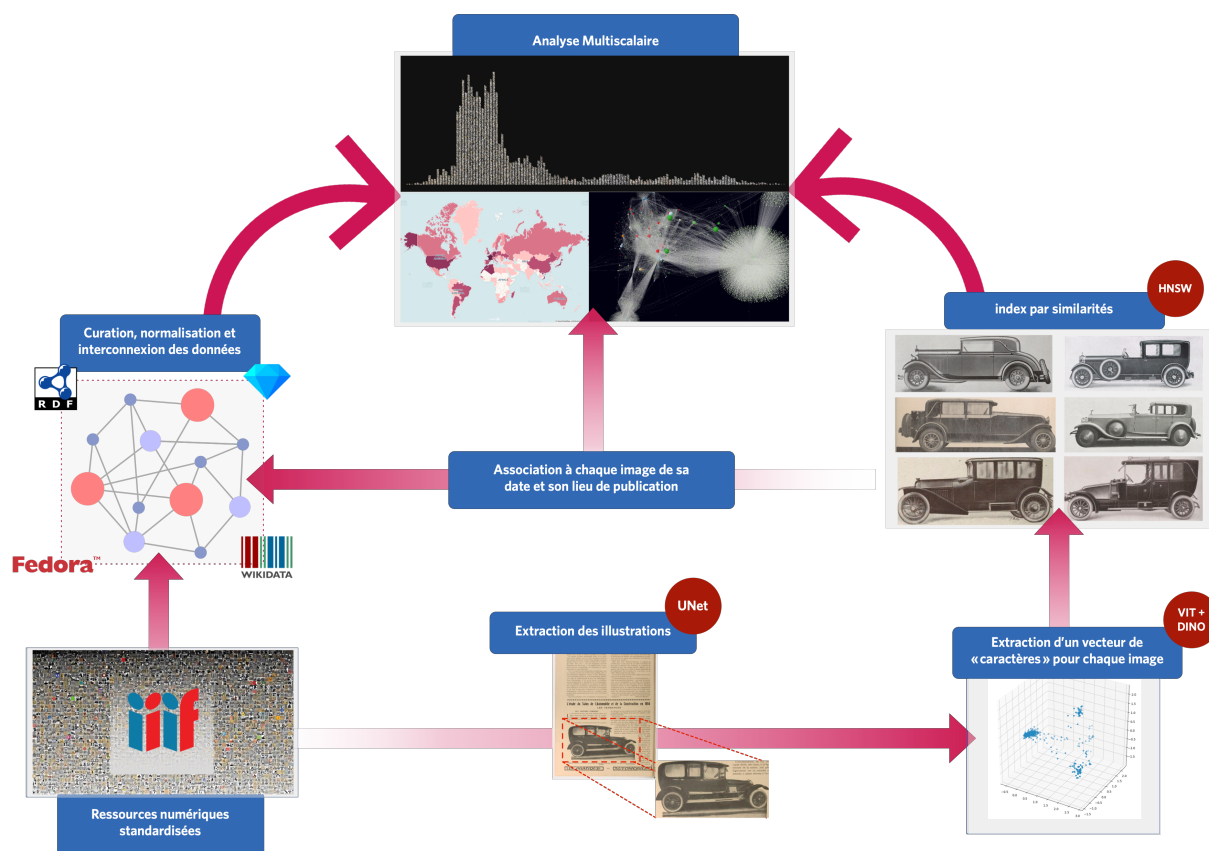 Analyse Multiscalaire
HNSW
index par similarités
Curation, normalisation et
interconnexion des données
RDF
Association à chaque image de sa
date et son lieu de publication
Fedora™
WIKIDATA
UNet
Extraction des illustrations
VIT +
DINO
Extraction d'un vecteur de
« caractères » pour chaque image
iiif
Ressources numériques
standardisées